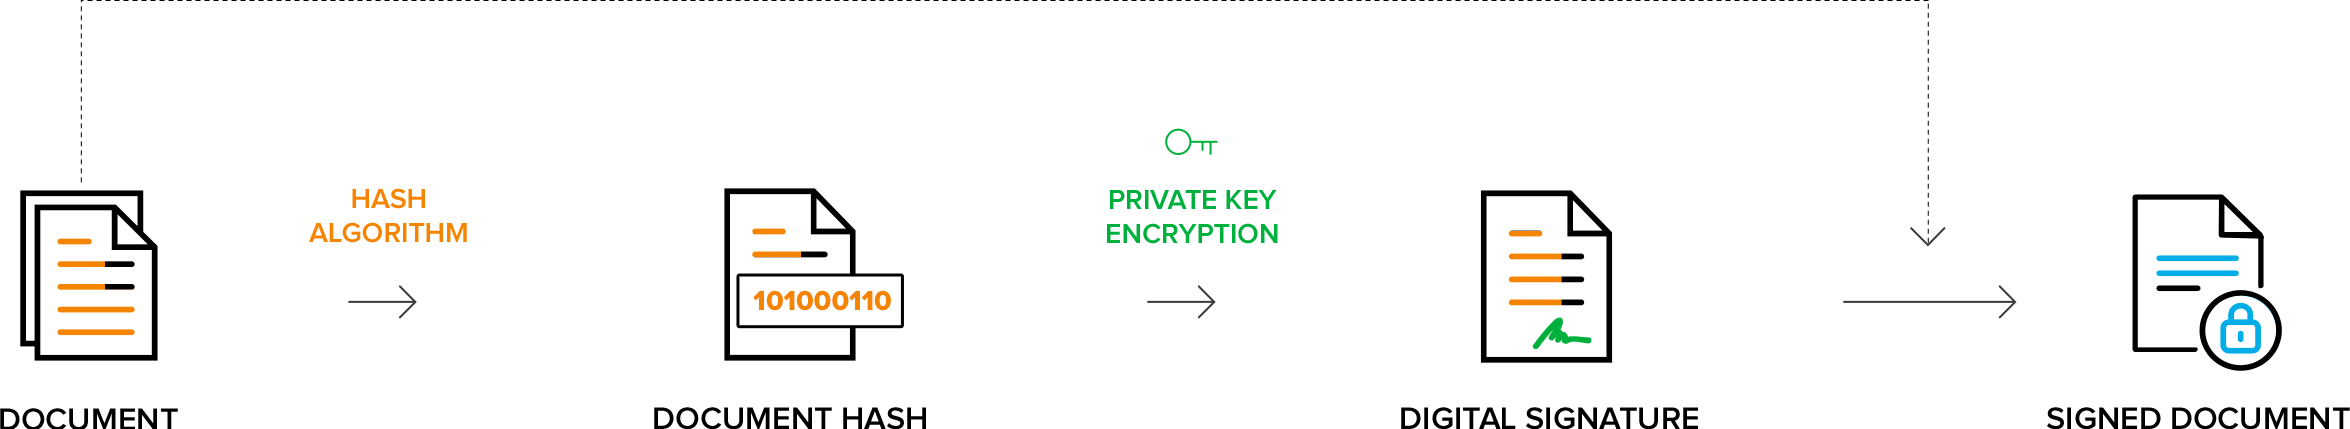 HASH
ALGORITHM
PRIVATE KEY
ENCRYPTION
101000110
DOCUMENT
DOCUMENT HASH
DIGITAL SIGNATURE
SIGNED DOCUMENT